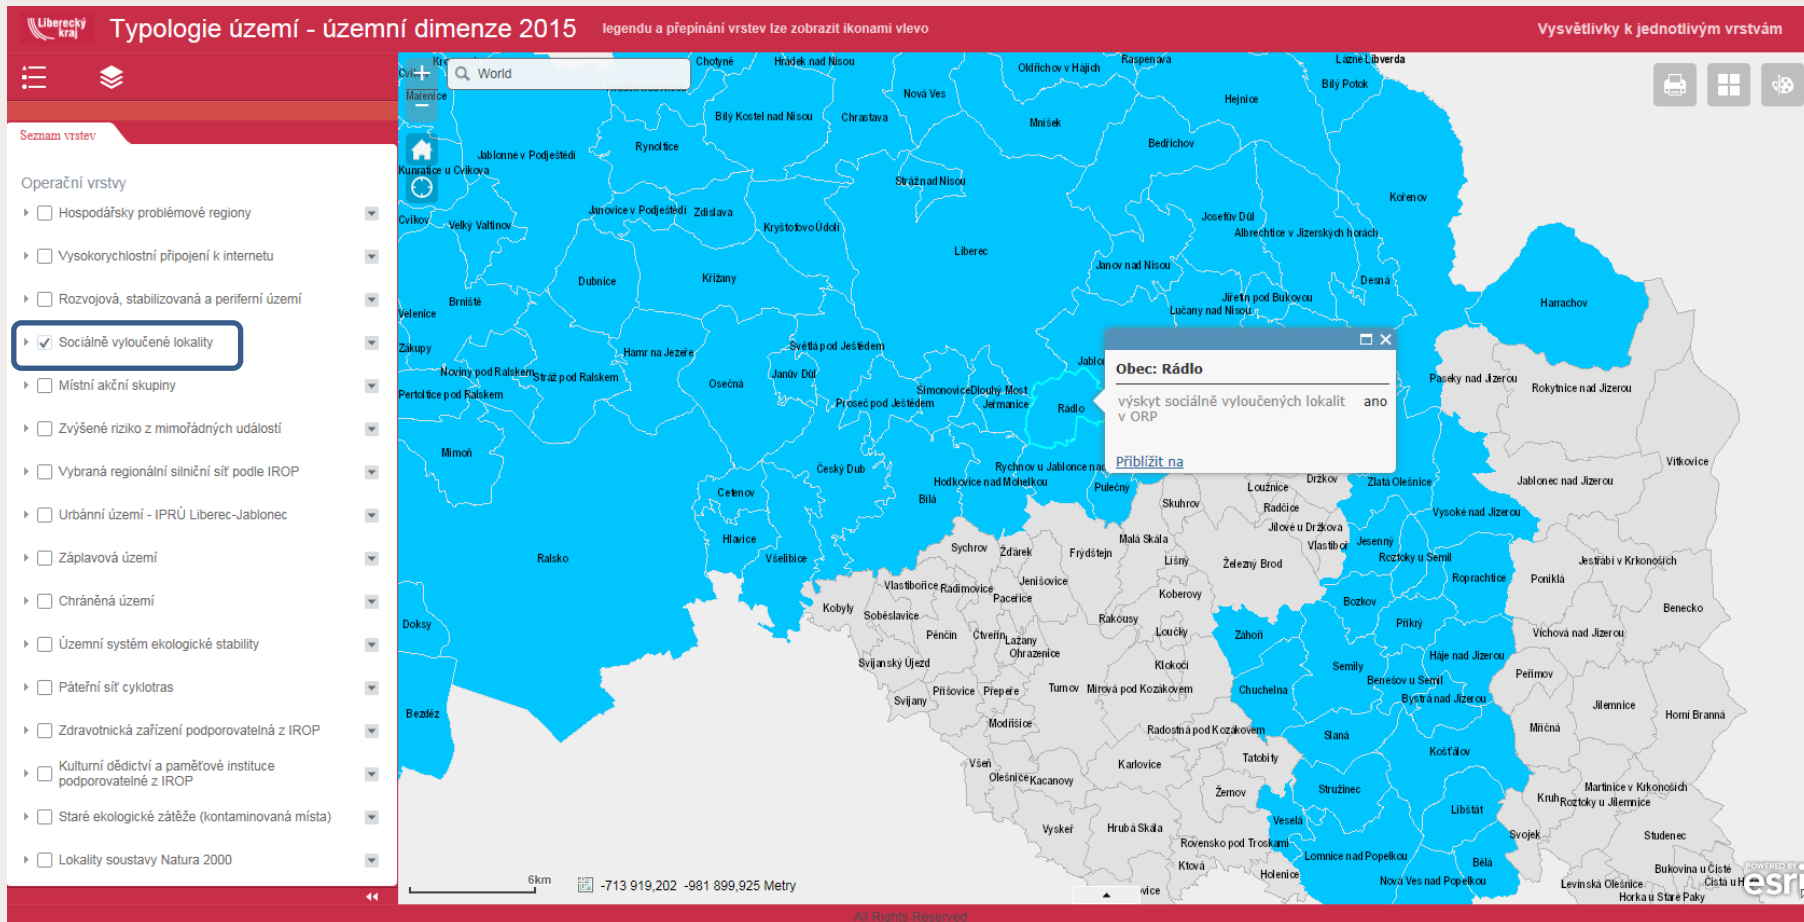 Liberecký
kraj
Typologie území - územní dimenze 2015
legendu a přepínání vrstev lze zobrazit ikonami vlevo
Vysvětlivky k jednotlivým vrstvám
Seznam vrstev
Operační vrstvy
Hospodářsky problémové regiony
Vysokorychlostní připojení k internetu
Rozvojová, stabilizovaná a periferní území
Sociálně vyloučené lokality
Místní akční skupiny
Zvýšené riziko z mimořádných událostí
Vybraná regionální silniční síť podle IROP
Urbánní území - IPRÚ Liberec-Jablonec
Záplavová území
Chráněná území
Územní systém ekologické stability
Páteřní síť cyklotras
Zdravotnická zařízení podporovatelná z IROP
Kulturní dědictví a paměťové instituce
podporovatelné z IROP
Staré ekologické zátěže (kontaminovaná místa)
Lokality soustavy Natura 2000
World
Chotyně
Hrádek nad Nisou
Oldřichov v Hájích
Raspenava
Lázně Libverda
Mařenice
Nová Ves
Hejnice
Bílý Potok
Bílý Kostel nad Nisou
Chrastava
Mníšek
Bedřichov
Rynoltice
Jablonné v Podještědí
Kunratice u Cvikova
Stráž nad Nisou
Kořenov
Cvikov
Velký Valtinov
Janovice v Podještědí
Zdislava
Kryštofovo Údolí
Josefův Důl
Albrechtice v Jizerských horách
Liberec
Janov nad Nisou
Dubnice
Křižany
Desná
Brniště
Jiřetín pod Bukovou
Harrachov
Velenice
Lučany nad Nisou
Zákupy
Hamr na Jezeře
Světlá pod Ještědem
Noviny pod Ralskem
Stráž pod Ralskem
Osečná
Janův Důl
Paseky nad Jizerou
Rokytnice nad Jizerou
Pertoltice pod Ralskem
Proseč pod Ještědem
Šimonovice
Dlouhý Most
Jeřmanice
Rádlo
Obec: Rádlo
výskyt sociálně vyloučených lokalit
v ORP
ano
Přiblížit na
Mimoň
Český Dub
Rychnov u Jablonce nad
Hodkovice nad Mohelkou
Cetenov
Bílá
Pulečný
Skuhrov
Loužnice
Držkov
Zlatá Olešnice
Vítkovice
Jablonec nad Jizerou
Radčice
Vysoké nad Jizerou
Jílové u Držkova
Hlavice
Malá Skála
Vlastiboř
Jesenný
Ralsko
Všelibice
Sychrov
Žďárek
Frýdštejn
Líšný
Železný Brod
Roztoky u Semil
Jestřabí v Krkonoších
Roprachtice
Poniklá
Vlastibořice
Radimovice
Jenišovice
Paceřice
Koberovy
Bozkov
Benecko
Kobyly
Soběslavice
Rakousy
Doksy
Příkrý
Pěnčín
Čtveřín
Lažany
Ohrazenice
Loučky
Záhoří
Víchová nad Jizerou
Svijanský Újezd
Klokočí
Semily
Háje nad Jizerou
Peřimov
Benešov u Semil
Příšovice
Přepeře
Turnov
Mírová pod Kozákovem
Chuchelna
Bystrá nad Jizerou
Svijany
Jilemnice
Bezděz
Horní Branná
Modřišice
Radostná pod Kozákovem
Slaná
Mříčná
Košťálov
Všeň
Karlovice
Tatobity
Olešnice
Kacanovy
Žernov
Stružinec
Martinice v Krkonoších
Kruh
Roztoky u Jilemnice
Libštát
Vyskeř
Hrubá Skála
Veselá
Svojek
Studenec
Rovensko pod Troskami
Lomnice nad Popelkou
Ktová
Holenice
Bělá
Bukovina u Čisté
Nová Ves nad Popelkou
Levínská Olešnice
Čistá u H
Horka u Staré Paky
6km
-713 919,202 -981 899,925 Metry
POWERED BY
esri
All Rights Reserved